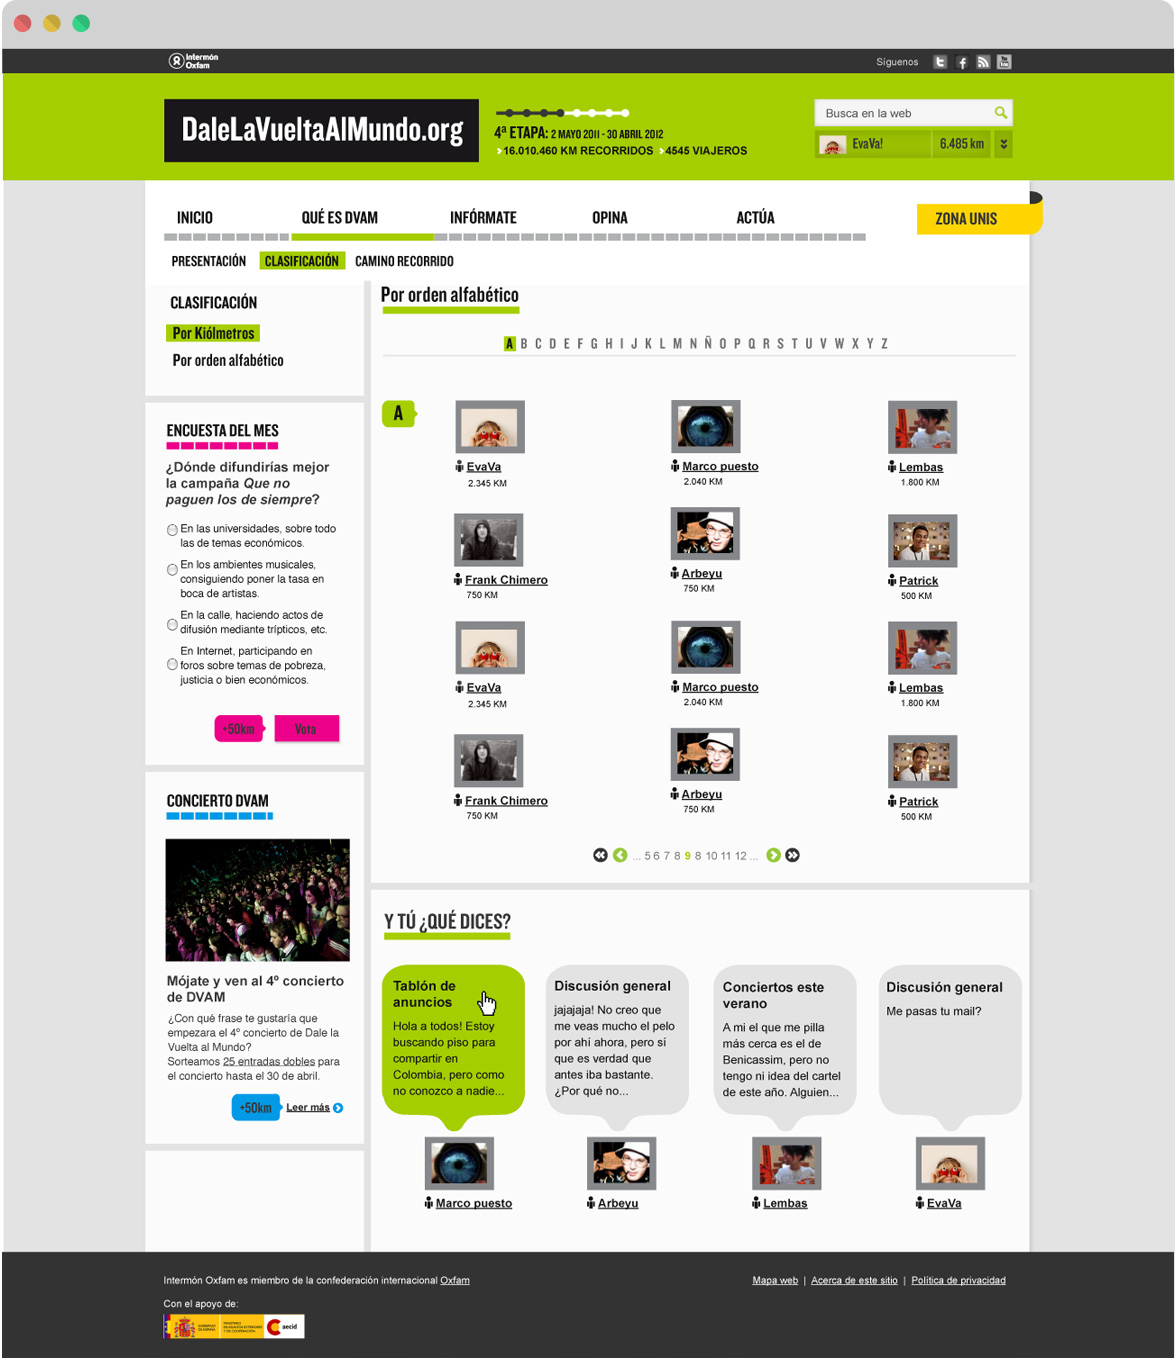 Intermón
Oxfam
Síguenos
DaleLaVueltaAlMundo.org
4ª ETAPA: 2 MAYO 2011 - 30 ABRIL 2012
16.010.460 KM RECORRIDOS 4545 VIAJEROS
Busca en la web
EvaVa! 6.485 km
INICIO QUÉ ES DVAM INFÓRMATE OPINA ACTÚA ZONA UNIS
PRESENTACIÓN CLASIFICACIÓN CAMINO RECORRIDO
CLASIFICACIÓN
Por Kiólmetros
Por orden alfabético
ENCUESTA DEL MES
¿Dónde difundirías mejor
la campaña Que no
paguen los de siempre?
En las universidades, sobre todo
las de temas económicos.
En los ambientes musicales,
consiguiendo poner la tasa en
boca de artistas.
En la calle, haciendo actos de
difusión mediante trípticos, etc.
En Internet, participando en
foros sobre temas de pobreza,
justicia o bien económicos.
+50km Vota
CONCIERTO DVAM
Mójate y ven al 4º concierto
de DVAM
¿Con qué frase te gustaría que
empezara el 4º concierto de Dale la
Vuelta al Mundo?
Sorteamos 25 entradas dobles para
el concierto hasta el 30 de abril.
+50km Leer más
Por orden alfabético
A B C D E F G H I J K L M N Ñ O P Q R S T U V W X Y Z
A
EvaVa Marco puesto Lembas
2.345 KM 2.040 KM 1.800 KM
Frank Chimero Arbeyu Patrick
750 KM 750 KM 500 KM
EvaVa Marco puesto Lembas
2.345 KM 2.040 KM 1.800 KM
Frank Chimero Arbeyu Patrick
750 KM 750 KM 500 KM
... 5 6 7 8 9 8 10 11 12 ...
Y TÚ ¿QUÉ DICES?
Tablón de
anuncios
Hola a todos! Estoy
buscando piso para
compartir en
Colombia, pero como
no conozco a nadie...
Marco puesto
Discusión general
jajajaja! No creo que
me veas mucho el pelo
por ahí ahora, pero si
que es verdad que
antes iba bastante.
¿Por qué no...
Arbeyu
Conciertos este
verano
A mi el que me pilla
más cerca es el de
Benicassim, pero no
tengo ni idea del cartel
de este año. Alguien...
Lembas
Discusión general
Me pasas tu mail?
EvaVa
Intermón Oxfam es miembro de la confederación internacional Oxfam
Mapa web | Acerca de este sitio | Política de privacidad
Con el apoyo de:
aecid